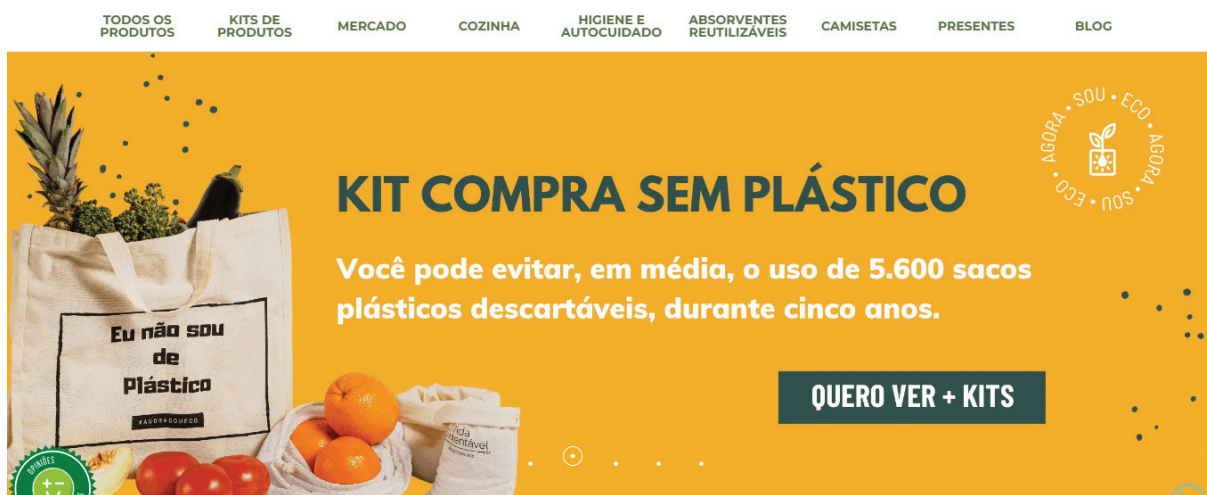 TODOS OS
PRODUTOS
KITS DE
PRODUTOS
MERCADO
COZINHA
HIGIENE E
AUTOCUIDADO
ABSORVENTES
REUTILIZÁVEIS
CAMISETAS
PRESENTES
BLOG
AGORA • SOU • ECO • AGORA • SOU • ECO •
KIT COMPRA SEM PLÁSTICO
Você pode evitar, em média, o uso de 5.600 sacos
plásticos descartáveis, durante cinco anos.
Eu não sou
de
Plástico
#AGORASOUECO
QUERO VER + KITS
OPINIÕES